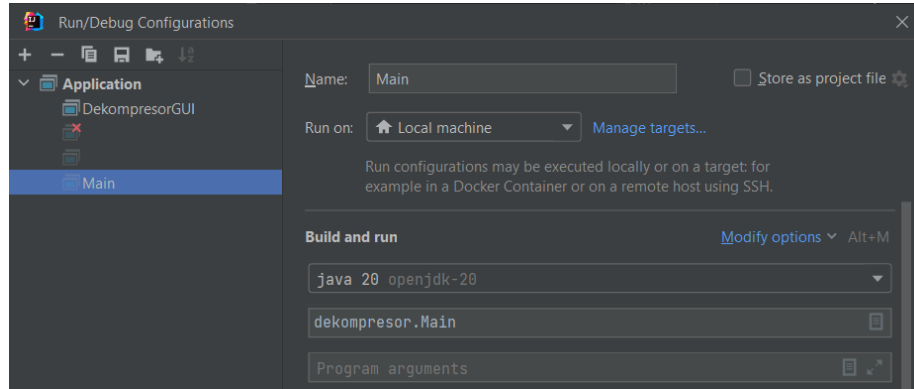 Run/Debug Configurations
Application
DekompresorGUI
Main
Name: Main
Store as project file
Run on: Local machine
Manage targets...
Run configurations may be executed locally or on a target: for
example in a Docker Container or on a remote host using SSH.
Build and run
Modify options Alt+M
java 20 openjdk-20
dekompresor.Main
Program arguments